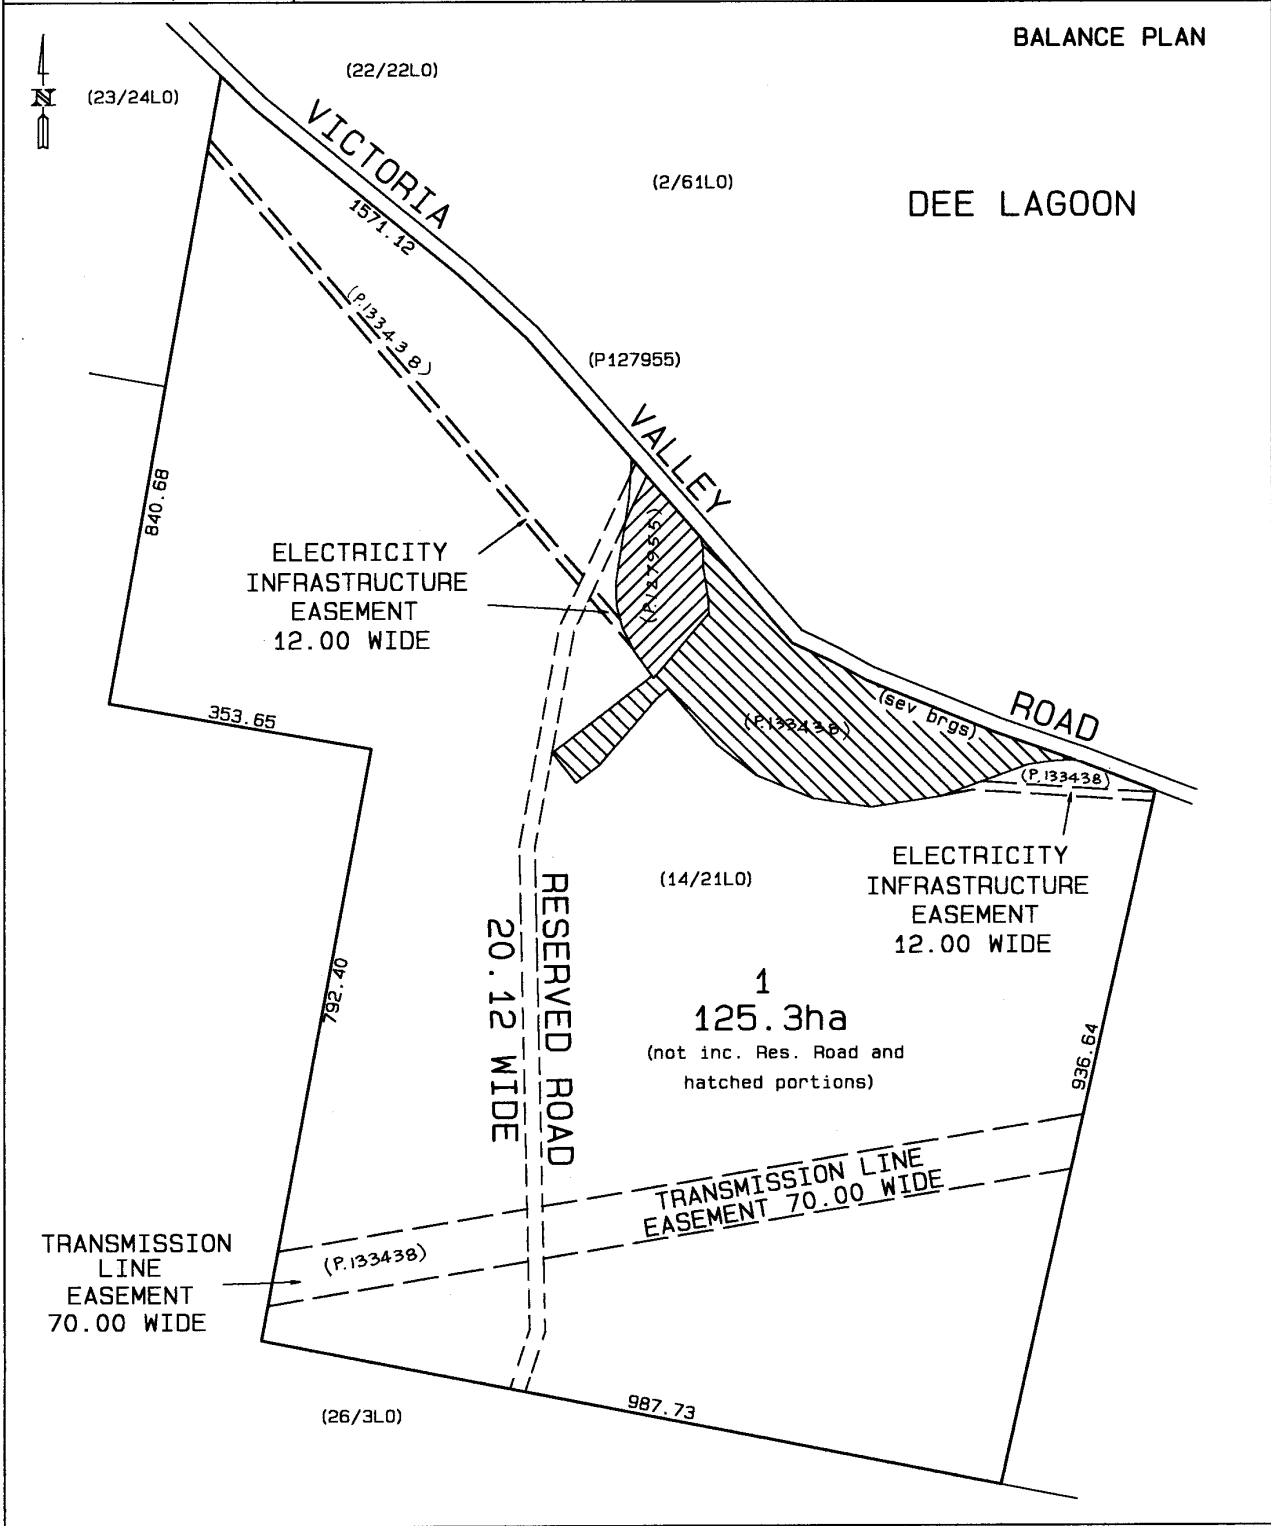 BALANCE PLAN
N
(22/22LO)
(23/24LO)
VICTORIA
(2/61LO)
DEE LAGOON
1571.12
(P.133438)
(P127955)
VALLEY
840.68
(P.127955)
ELECTRICITY
INFRASTRUCTURE
EASEMENT
12.00 WIDE
353.65
(P.133438)
(sev brgs)
ROAD
(P.133438)
ELECTRICITY
INFRASTRUCTURE
EASEMENT
12.00 WIDE
(14/21LO)
RESERVED ROAD
20.12 WIDE
792.40
1
125.3ha
(not inc. Res. Road and
hatched portions)
936.64
TRANSMISSION LINE
EASEMENT 70.00 WIDE
TRANSMISSION
LINE
EASEMENT
70.00 WIDE
(P.133438)
987.73
(26/3LO)